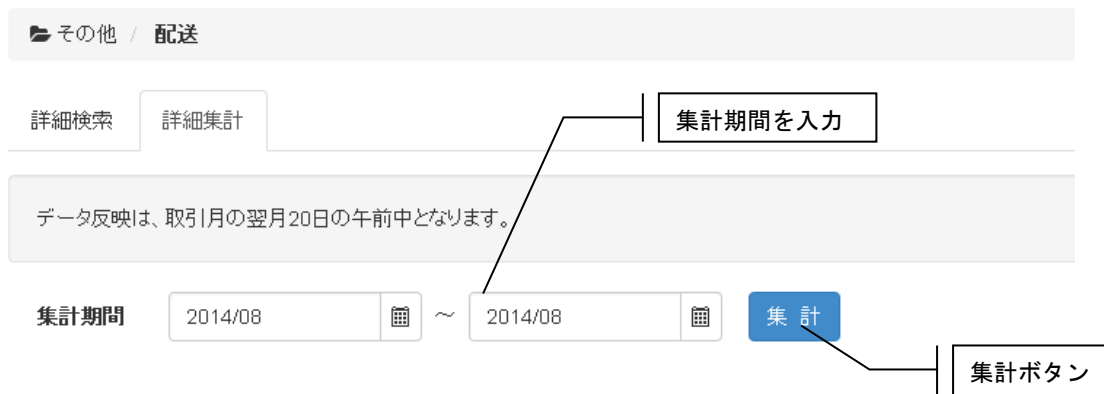 その他 / 配送
詳細検索 詳細集計
集計期間を入力
データ反映は、取引月の翌月20日の午前中となります。
集計期間 2014/08 ～ 2014/08 集 計
集計ボタン